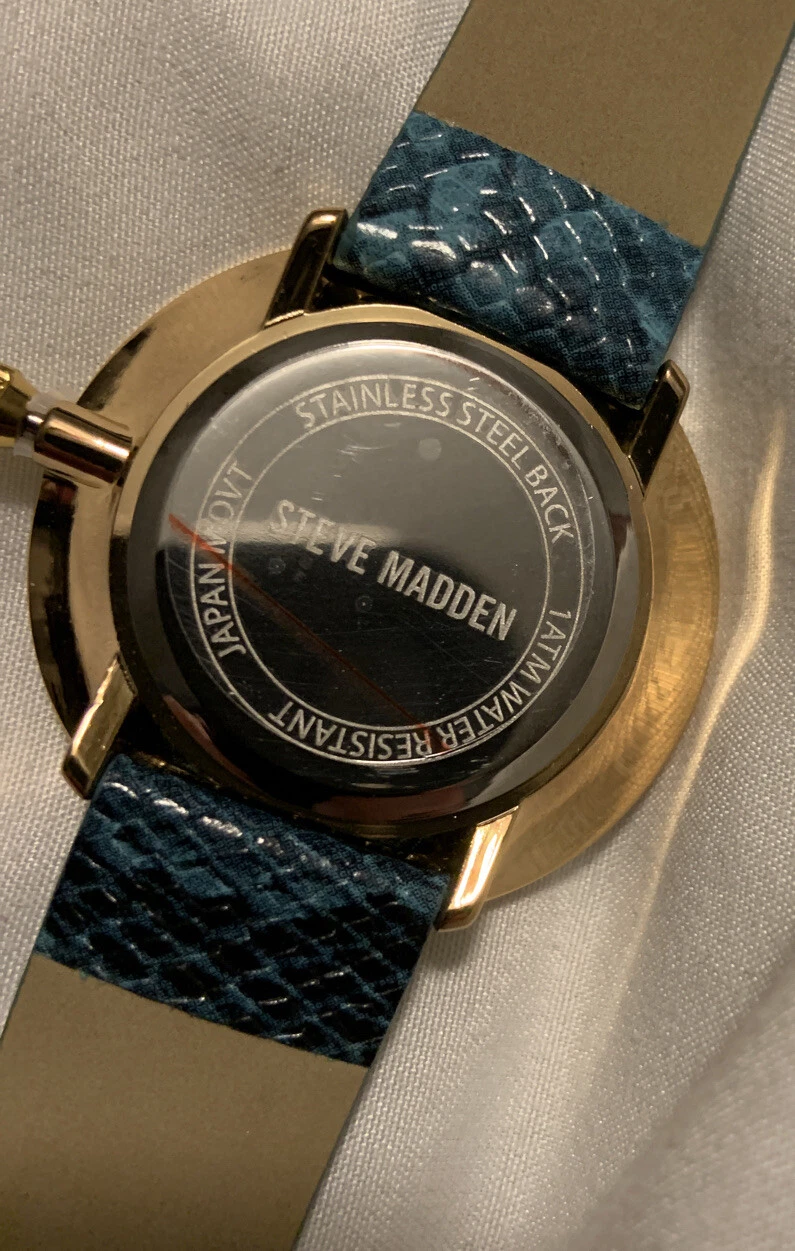 STAINLESS STEEL BACK
1ATM WATER RESISTANT
JAPAN MOVT
STEVE MADDEN